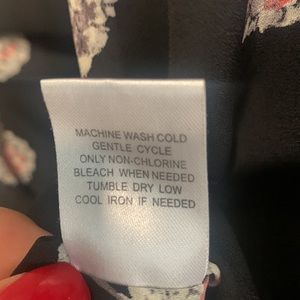 MACHINE WASH COLD
GENTLE CYCLE
ONLY NON-CHLORINE
BLEACH WHEN NEEDED
TUMBLE DRY LOW
COOL IRON IF NEEDED